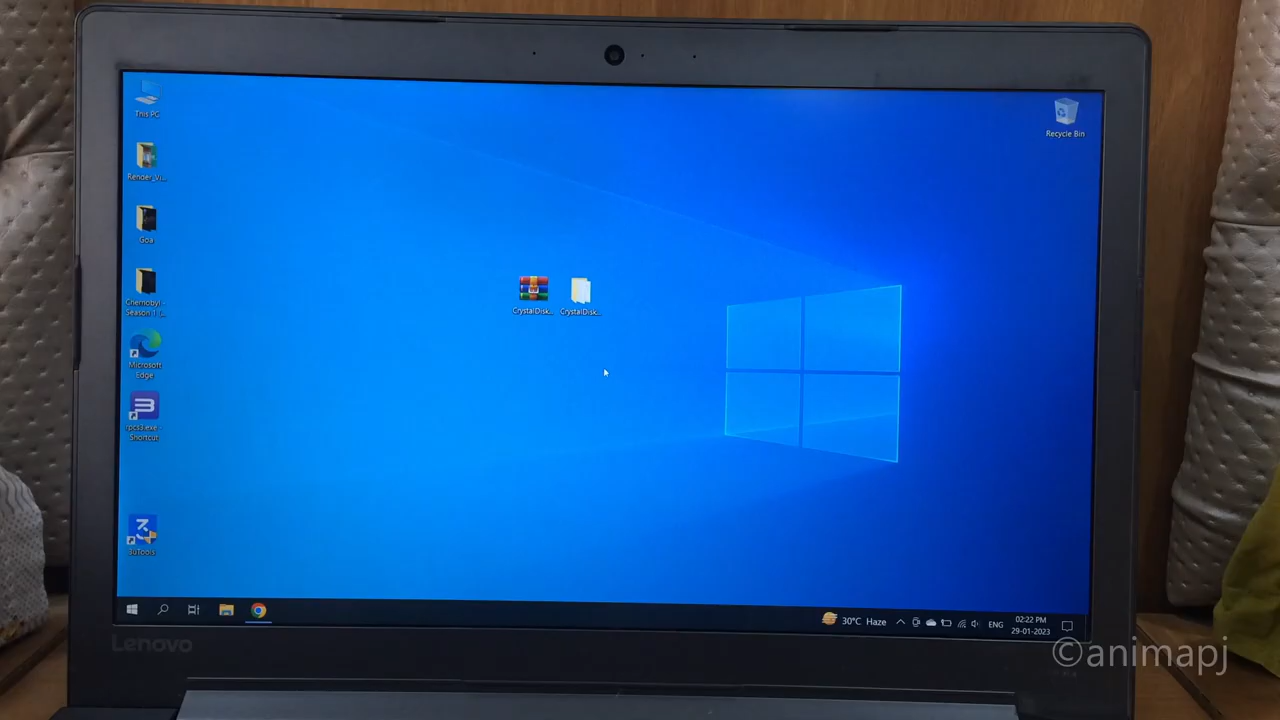 This PC
Recycle Bin
Render_Vi...
Goa
Chernobyl -
Season 1 (...
CrystalDisk...
CrystalDisk...
Microsoft
Edge
rpcs3.exe -
Shortcut
3uTools
30°C Haze
ENG
02:22 PM
29-01-2023
Lenovo
©animapj